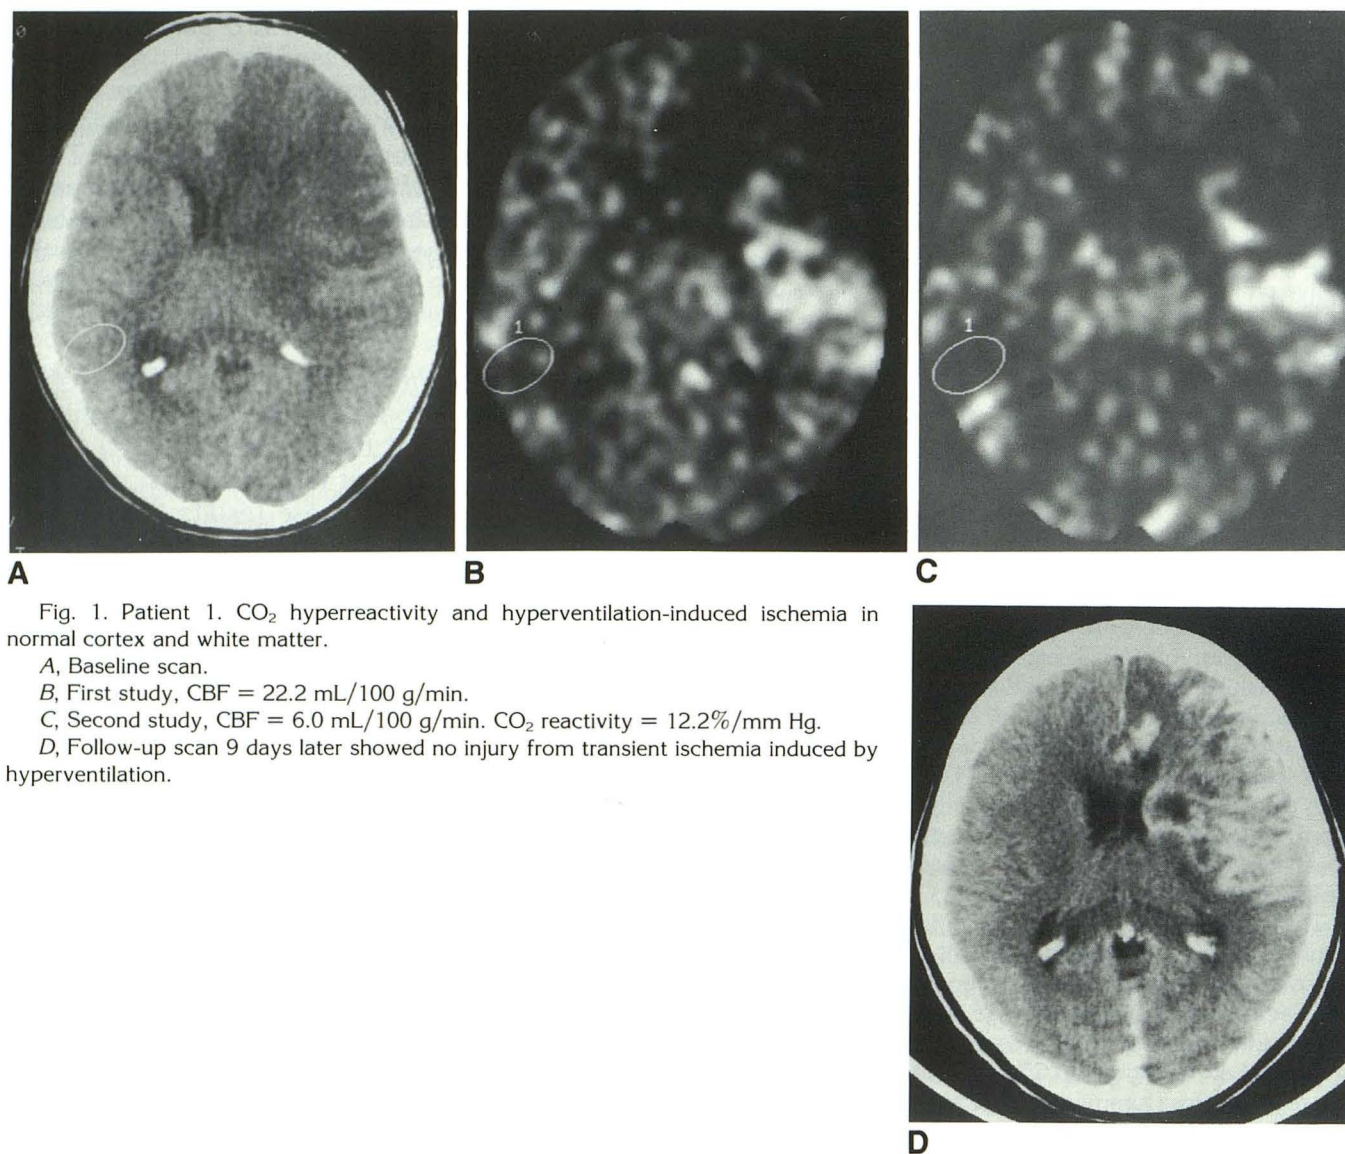 1
1
A
B
C
Fig. 1. Patient 1. CO₂ hyperreactivity and hyperventilation-induced ischemia in
normal cortex and white matter.
A, Baseline scan.
B, First study, CBF = 22.2 mL/100 g/min.
C, Second study, CBF = 6.0 mL/100 g/min. CO₂ reactivity = 12.2%/mm Hg.
D, Follow-up scan 9 days later showed no injury from transient ischemia induced by
hyperventilation.
D